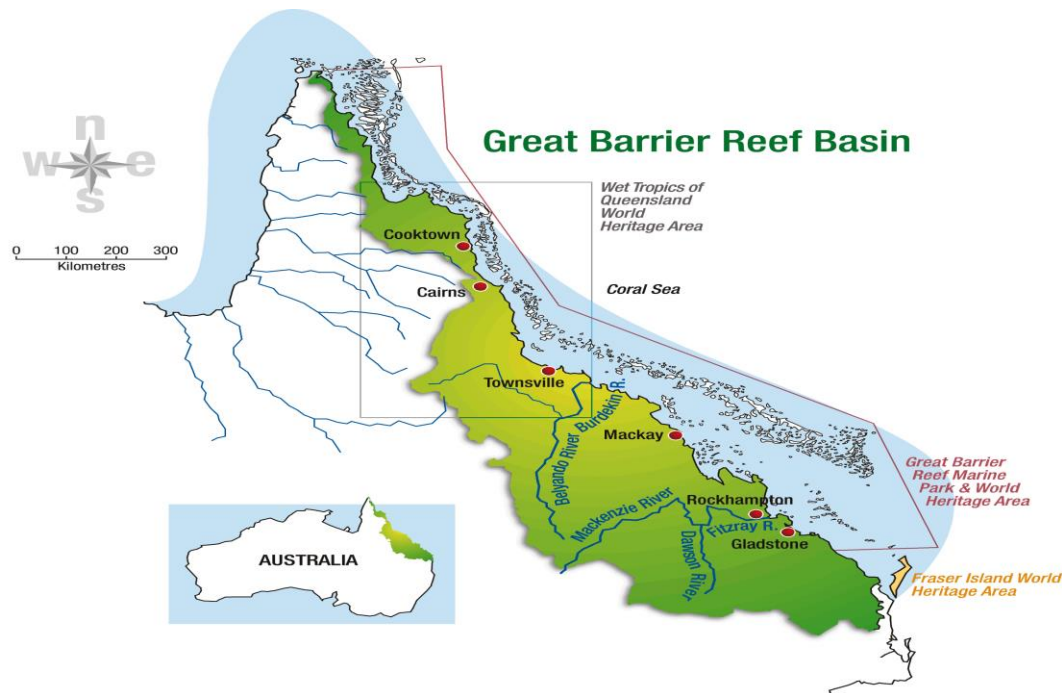 n
w e
s
Great Barrier Reef Basin
0 100 200 300
Kilometres
Wet Tropics of
Queensland
World
Heritage Area
Cooktown
Cairns
Coral Sea
Townsville
Burdekin R.
Belyando River
Mackay
Great Barrier
Reef Marine
Park & World
Heritage Area
Rockhampton
Mackenzie River
Fitzray R.
Gladstone
Dawson River
AUSTRALIA
Fraser Island World
Heritage Area